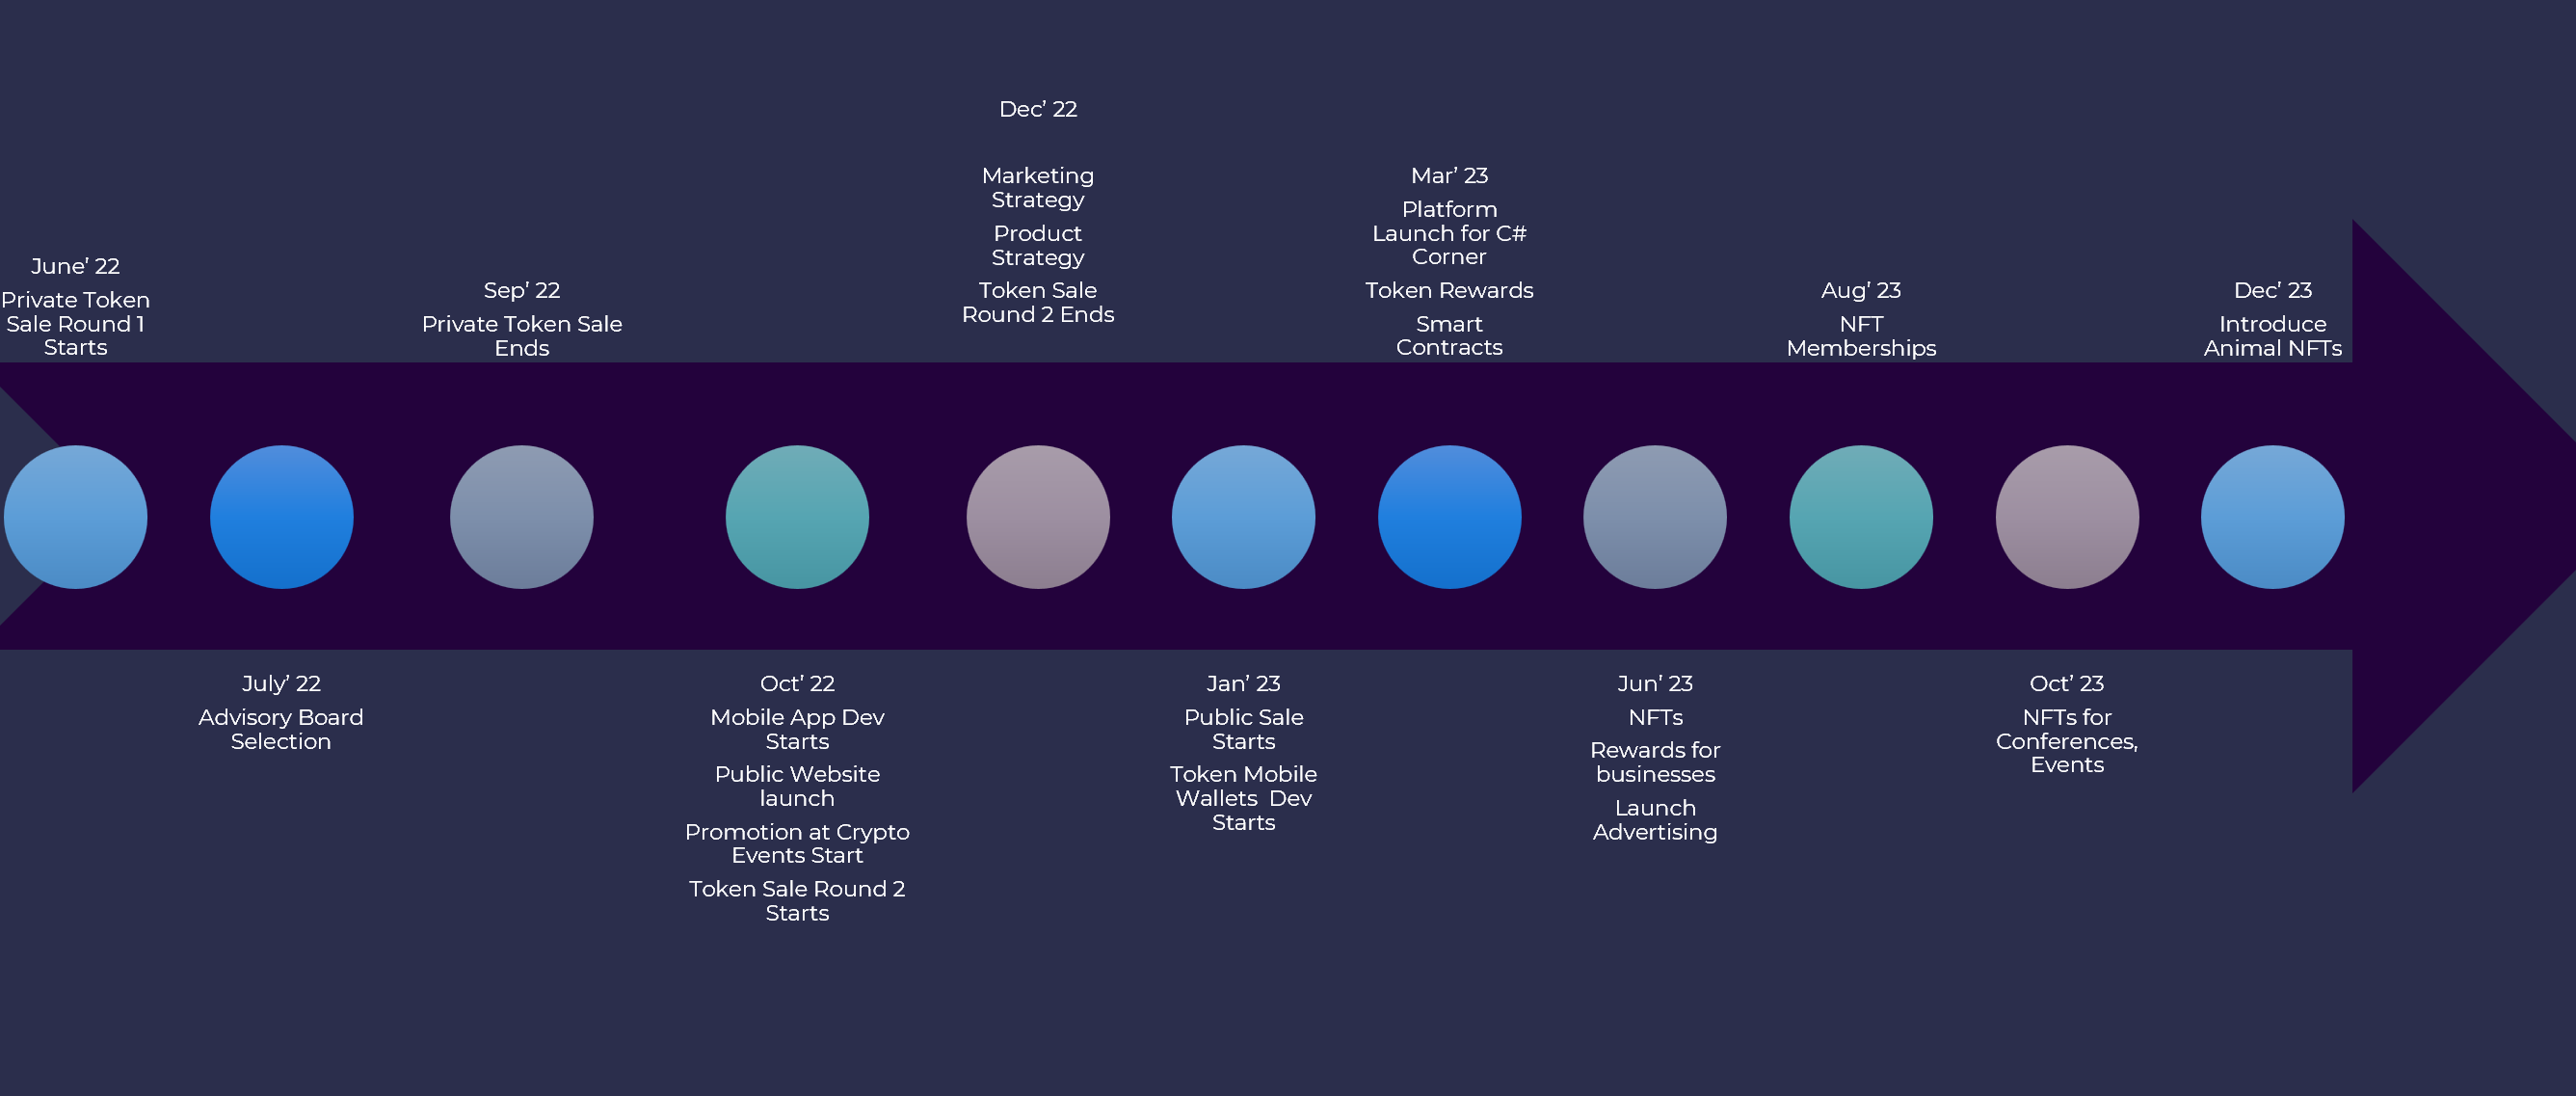 June’ 22
Private Token
Sale Round 1
Starts
July’ 22
Advisory Board
Selection
Sep’ 22
Private Token Sale
Ends
Oct’ 22
Mobile App Dev
Starts
Public Website
launch
Promotion at Crypto
Events Start
Token Sale Round 2
Starts
Dec’ 22
Marketing
Strategy
Product
Strategy
Token Sale
Round 2 Ends
Jan’ 23
Public Sale
Starts
Token Mobile
Wallets  Dev
Starts
Mar’ 23
Platform
Launch for C#
Corner
Token Rewards
Smart
Contracts
Jun’ 23
NFTs
Rewards for
businesses
Launch
Advertising
Aug’ 23
NFT
Memberships
Oct’ 23
NFTs for
Conferences,
Events
Dec’ 23
Introduce
Animal NFTs